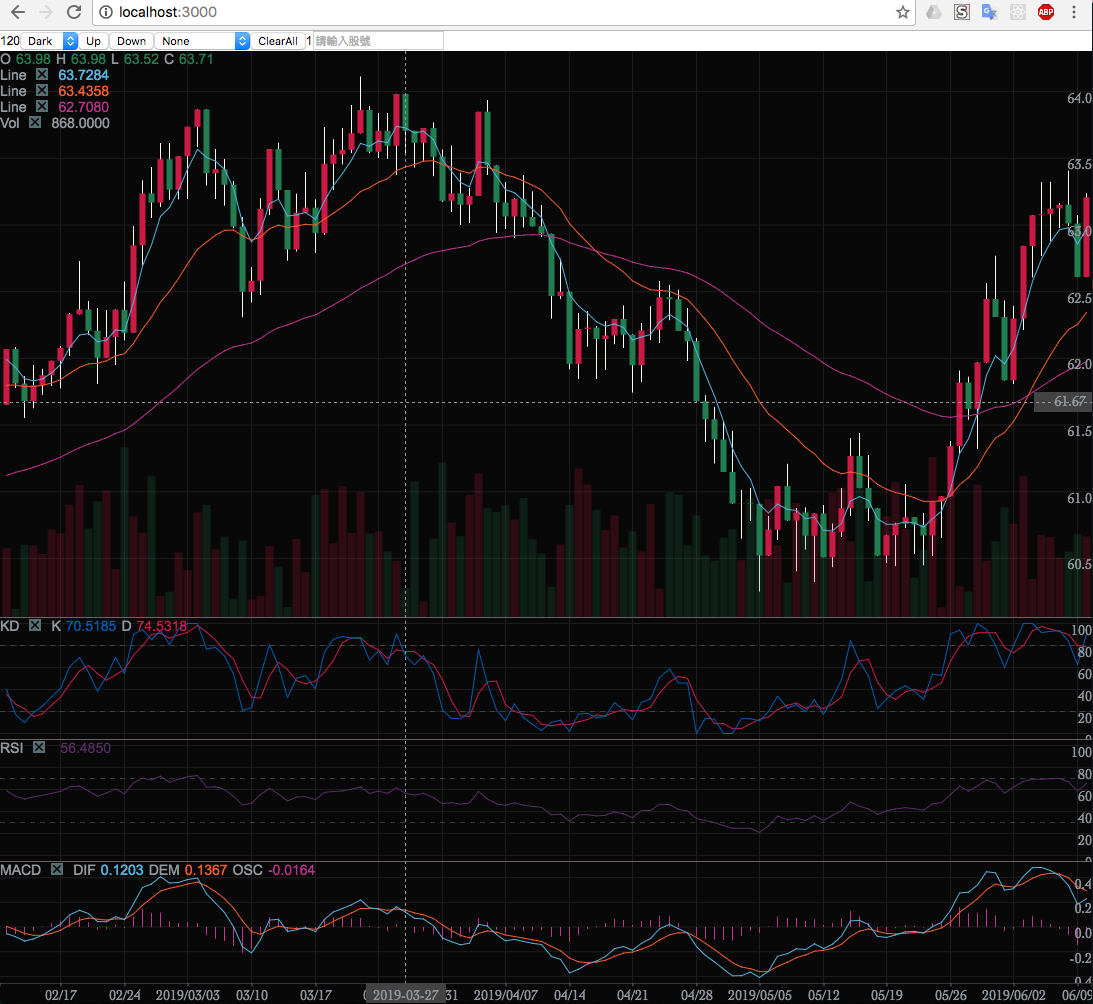 localhost:3000
120 Dark Up Down None ClearAll 1 請輸入股號
O 63.98 H 63.98 L 63.52 C 63.71
Line 63.7284
Line 63.4358
Line 62.7080
Vol 868.0000
64.0
63.5
63.0
62.5
62.0
61.67
61.5
61.0
60.5
KD K 70.5185 D 74.5318
100
80
60
40
20
RSI 56.4850
100
80
60
40
20
MACD DIF 0.1203 DEM 0.1367 OSC -0.0164
0.4
0.2
0.0
-0.2
02/17 02/24 2019/03/03 03/10 03/17 2019-03-27 31 2019/04/07 04/14 04/21 04/28 2019/05/05 05/12 05/19 05/26 2019/06/02 06/09